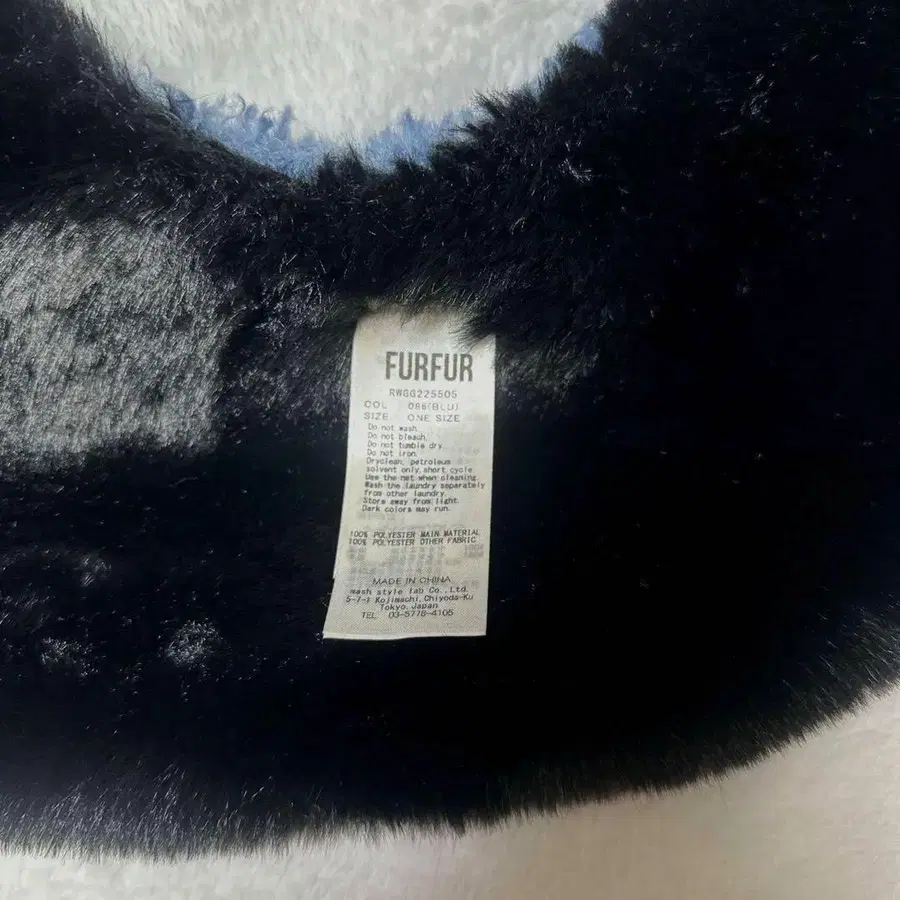 FURFUR
RWGG225505
COL 086(BLU)
SIZE ONE SIZE
Do not wash.
Do not bleach.
Do not tumble dry.
Do not iron.
Dryclean, petroleum
solvent only, short cycle
Use the net when cleaning.
Wash the laundry separately
from other laundry.
Store away from light.
Dark colors may run.
100% POLYESTER MAIN MATERIAL
100% POLYESTER OTHER FABRIC
MADE IN CHINA
mash style lab Co., Ltd.
5-7-1 Kojimachi, Chiyoda-Ku
Tokyo, Japan
TEL 03-5778-4105